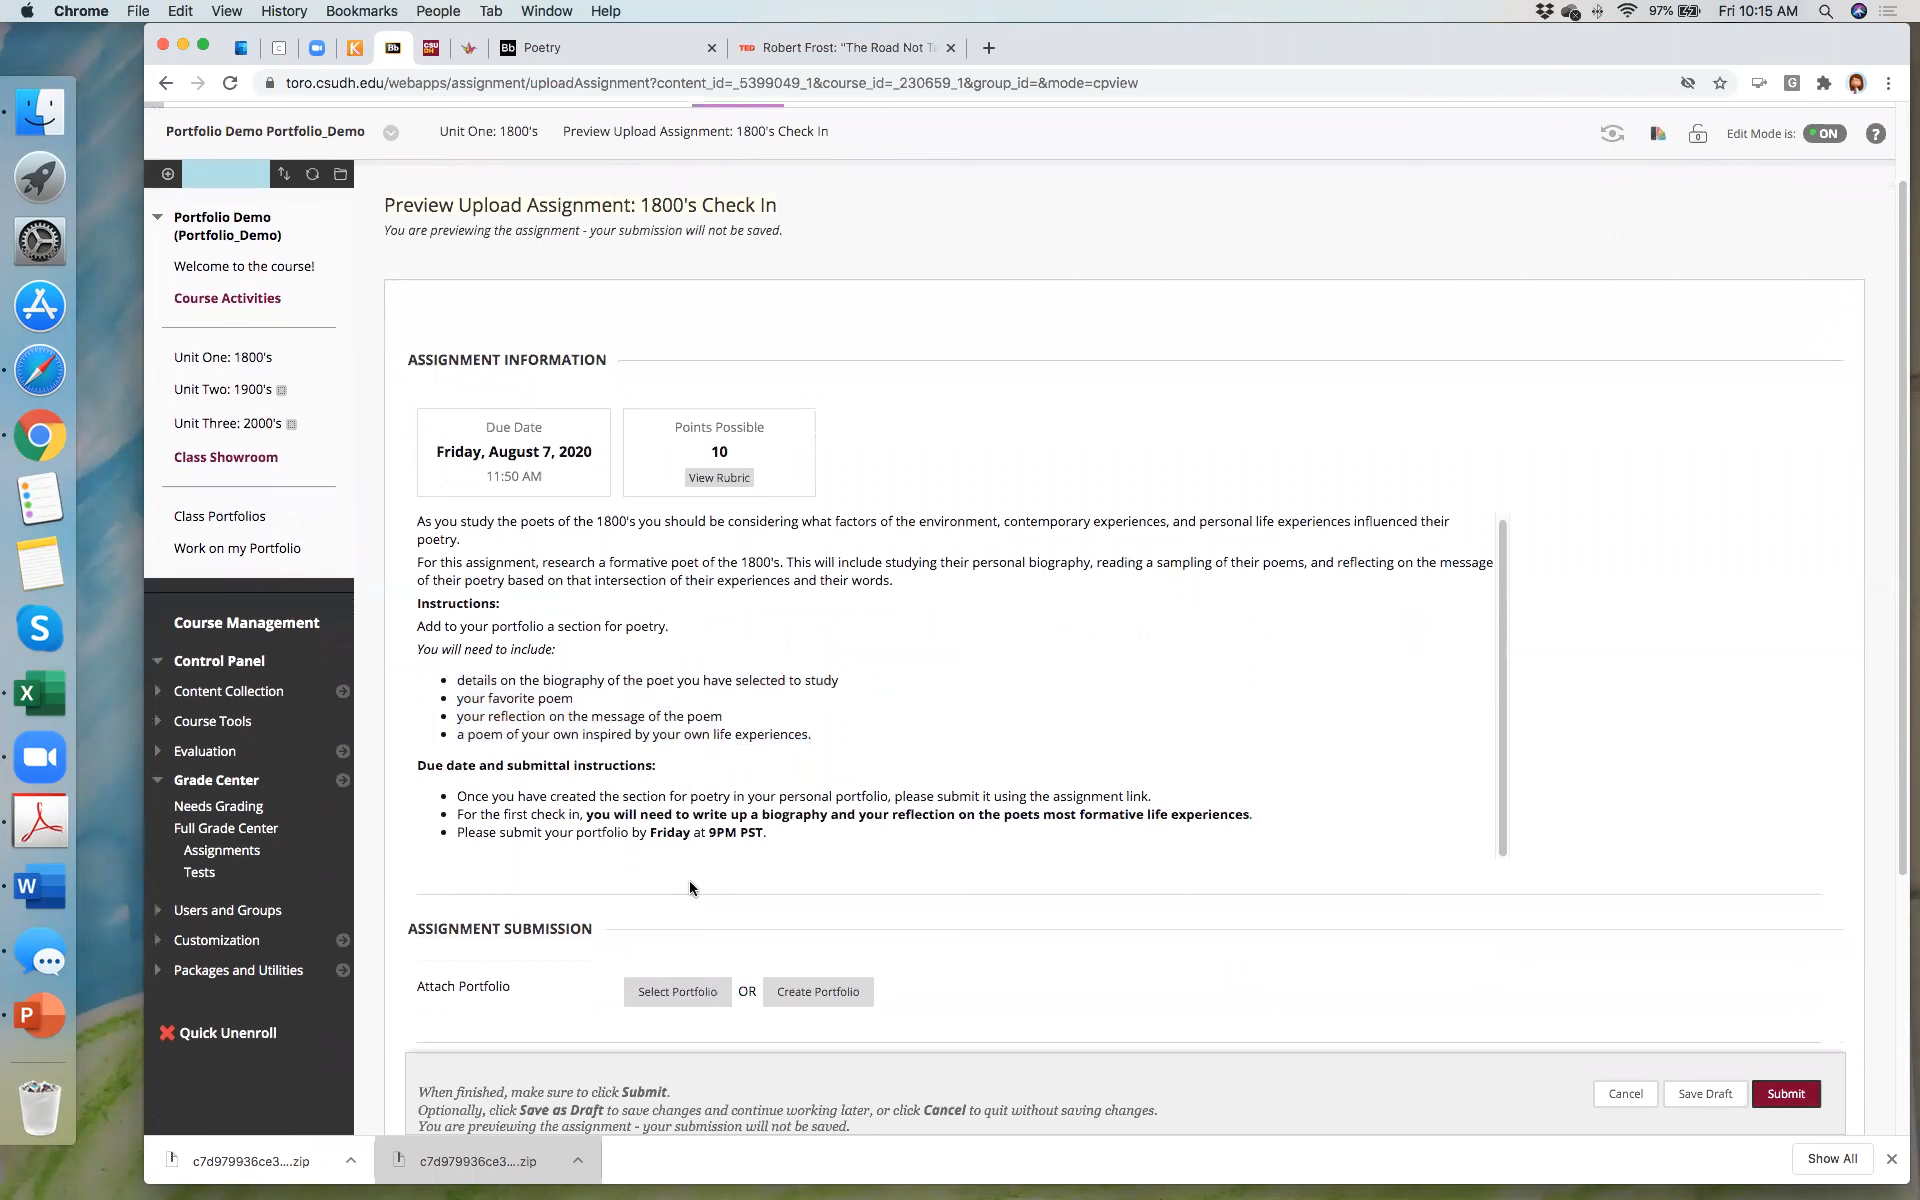 Chrome File Edit View History Bookmarks People Tab Window Help 97% Fri 10:15 AM
Bb Poetry
TED Robert Frost: "The Road Not T
toro.csudh.edu/webapps/assignment/uploadAssignment?content_id=_5399049_1&course_id=_230659_1&group_id=&mode=cpview
Portfolio Demo Portfolio_Demo Unit One: 1800's Preview Upload Assignment: 1800's Check In Edit Mode is: ON ?
Portfolio Demo
(Portfolio_Demo)
Welcome to the course!
Course Activities
Unit One: 1800's
Unit Two: 1900's
Unit Three: 2000's
Class Showroom
Class Portfolios
Work on my Portfolio
Course Management
Control Panel
Content Collection
Course Tools
Evaluation
Grade Center
Needs Grading
Full Grade Center
Assignments
Tests
Users and Groups
Customization
Packages and Utilities
Quick Unenroll
Preview Upload Assignment: 1800's Check In
You are previewing the assignment - your submission will not be saved.
ASSIGNMENT INFORMATION
Due Date
Friday, August 7, 2020
11:50 AM
Points Possible
10
View Rubric
As you study the poets of the 1800's you should be considering what factors of the environment, contemporary experiences, and personal life experiences influenced their
poetry.
For this assignment, research a formative poet of the 1800's. This will include studying their personal biography, reading a sampling of their poems, and reflecting on the message
of their poetry based on that intersection of their experiences and their words.
Instructions:
Add to your portfolio a section for poetry.
You will need to include:
• details on the biography of the poet you have selected to study
• your favorite poem
• your reflection on the message of the poem
• a poem of your own inspired by your own life experiences.
Due date and submittal instructions:
• Once you have created the section for poetry in your personal portfolio, please submit it using the assignment link.
• For the first check in, you will need to write up a biography and your reflection on the poets most formative life experiences.
• Please submit your portfolio by Friday at 9PM PST.
ASSIGNMENT SUBMISSION
Attach Portfolio Select Portfolio OR Create Portfolio
When finished, make sure to click Submit.
Optionally, click Save as Draft to save changes and continue working later, or click Cancel to quit without saving changes.
You are previewing the assignment - your submission will not be saved.
Cancel Save Draft Submit
c7d979936ce3....zip c7d979936ce3....zip Show All